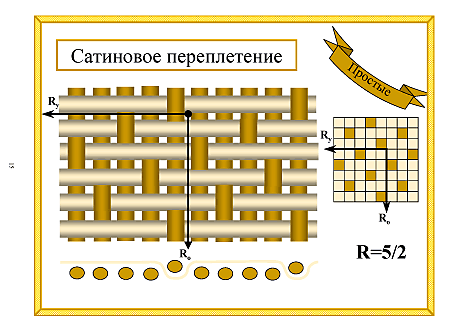 Сатиновое переплетение
Простые
Rу
Rу
Rо
Rо
R=5/2